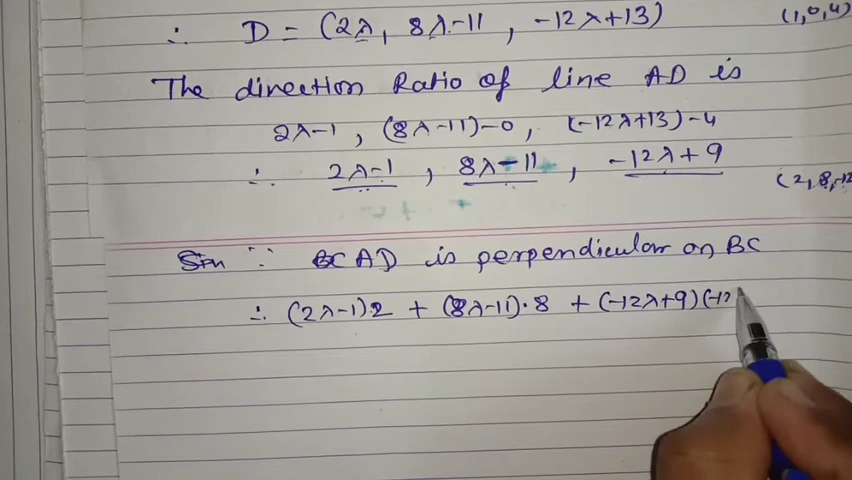 ∴ D = (2λ, 8λ-11, -12λ+13) (1,0,4)
The direction Ratio of line AD is
2λ-1, (8λ-11)-0, (-12λ+13)-4
∴ 2λ-1, 8λ-11, -12λ+9
(2,8,-12
∵ AD is perpendicular on BC
∴ (2λ-1)2 + (8λ-11)·8 + (-12λ+9)(-12